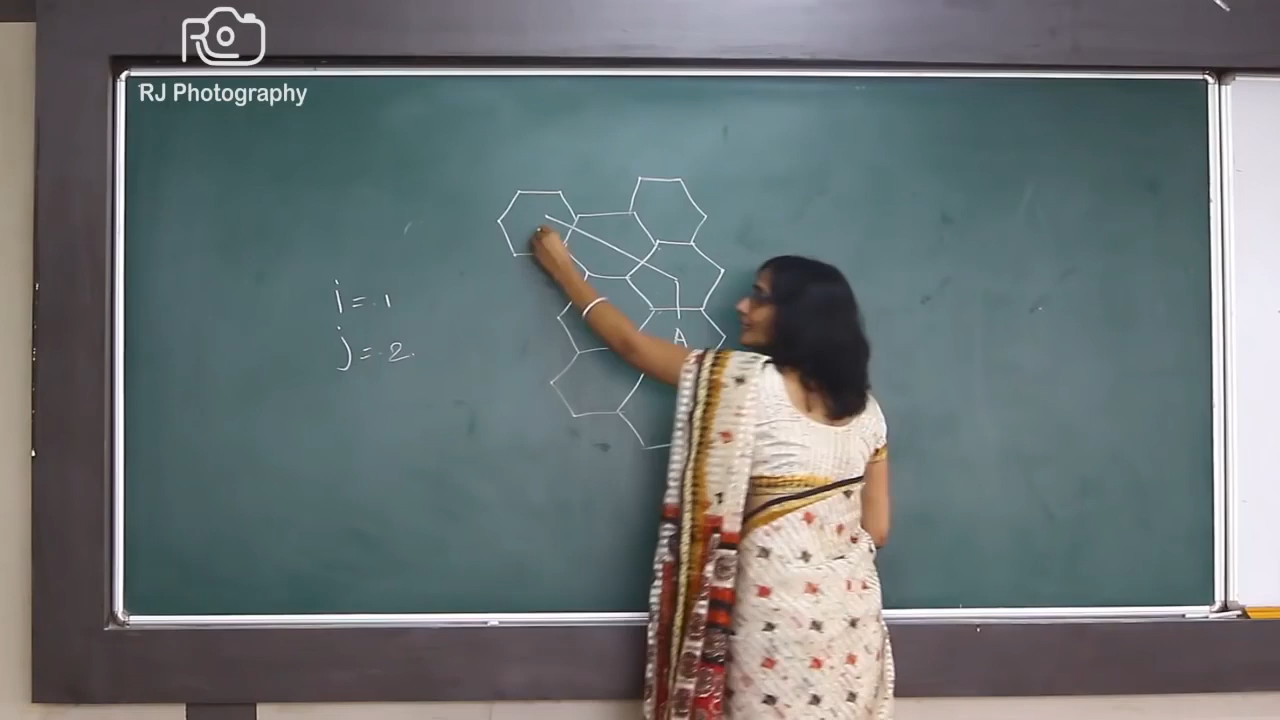 RJ Photography
i = 1
j = 2.
A